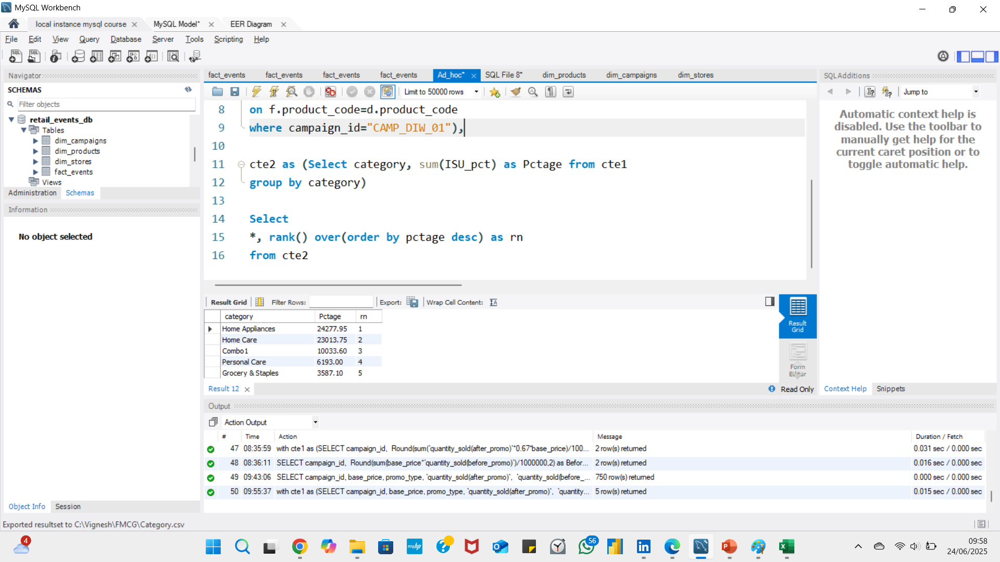 MySQL Workbench
local instance mysql course
MySQL Model*
EER Diagram
File Edit View Query Database Server Tools Scripting Help
Navigator
SCHEMAS
Filter objects
retail_events_db
Tables
dim_campaigns
dim_products
dim_stores
fact_events
Views
Administration Schemas
Information
No object selected
Object Info Session
fact_events fact_events fact_events fact_events Ad_hoc* SQL File 8* dim_products dim_campaigns dim_stores
Limit to 50000 rows
8 on f.product_code=d.product_code
9 where campaign_id="CAMP_DIW_01"),
10
11 cte2 as (Select category, sum(ISU_pct) as Pctage from cte1
12 group by category)
13
14 Select
15 *, rank() over(order by pctage desc) as rn
16 from cte2
Result Grid Filter Rows: Export: Wrap Cell Content:
category Pctage rn
Home Appliances 24277.95 1
Home Care 23013.75 2
Combo1 10033.60 3
Personal Care 6193.00 4
Grocery & Staples 3587.10 5
Result Grid
Form Editor
Result 12
Read Only
SQLAdditions
Jump to
Automatic context help is
disabled. Use the toolbar to
manually get help for the
current caret position or to
toggle automatic help.
Context Help Snippets
Output
Action Output
# Time Action Message Duration / Fetch
47 08:35:59 with cte1 as (SELECT campaign_id, Round(sum(`quantity_sold(after_promo)`*0.67*base_price)/100... 2 row(s) returned 0.031 sec / 0.000 sec
48 08:36:11 SELECT campaign_id, Round(sum(base_price*`quantity_sold(before_promo)`)/1000000,2) as Befor... 2 row(s) returned 0.016 sec / 0.000 sec
49 09:43:06 SELECT campaign_id, base_price, promo_type, `quantity_sold(after_promo)`, `quantity_sold(before_... 750 row(s) returned 0.000 sec / 0.000 sec
50 09:55:37 with cte1 as (SELECT campaign_id, base_price, promo_type, `quantity_sold(after_promo)`, `quantity... 5 row(s) returned 0.015 sec / 0.000 sec
Exported resultset to C:\Vignesh\FMCG\Category.csv
4
myhp
56
09:58
24/06/2025